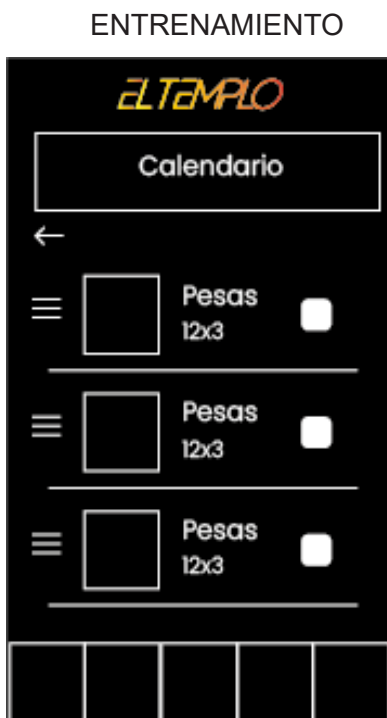 ENTRENAMIENTO
ELTEMPLO
Calendario
Pesas
12x3
Pesas
12x3
Pesas
12x3